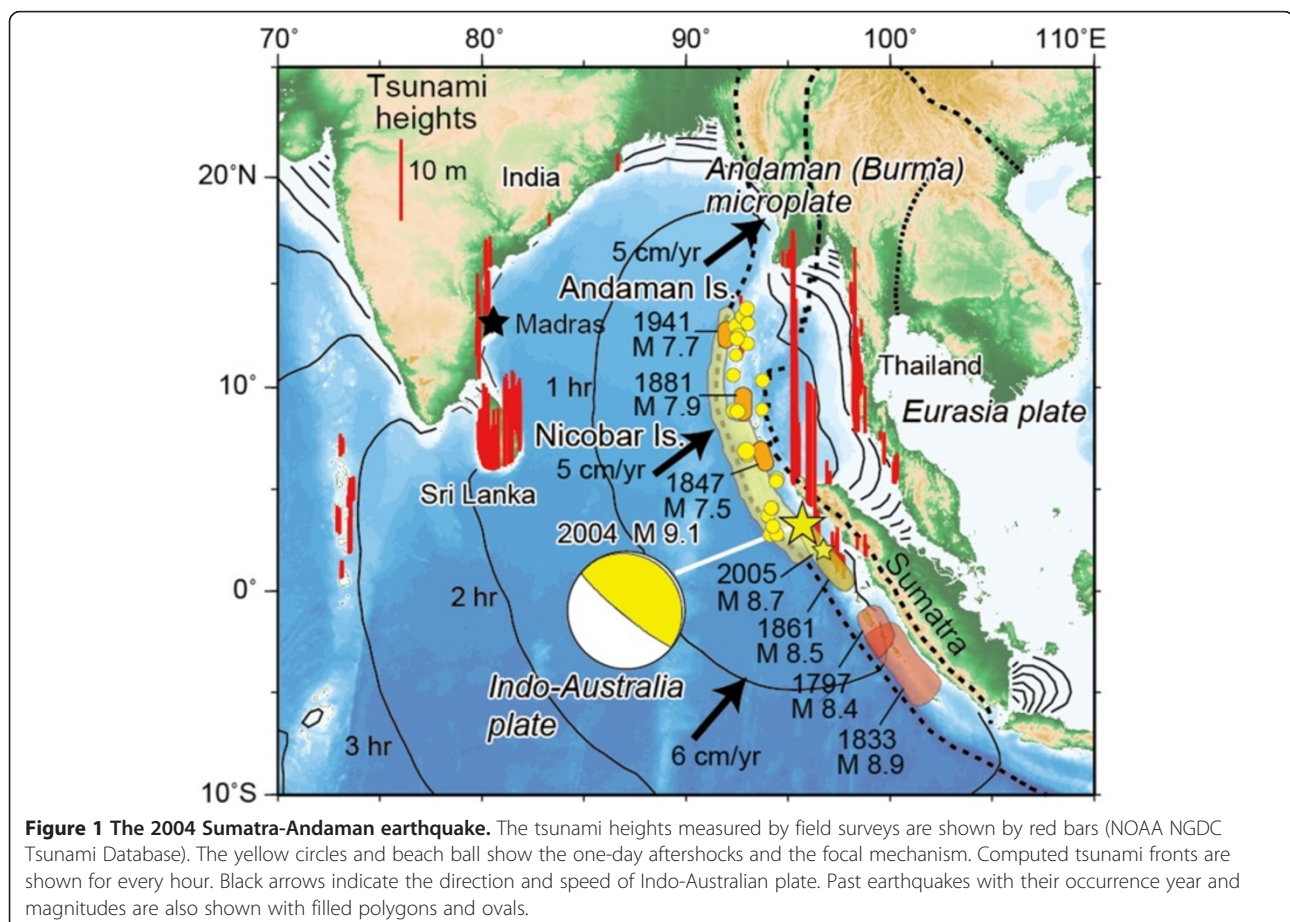 70°
80°
90°
100°
110°E
Tsunami
heights
10 m
India
20°N
Andaman (Burma)
microplate
5 cm/yr
Andaman Is.
1941
M 7.7
Madras
Thailand
1 hr
10°
1881
M 7.9
Eurasia plate
Nicobar Is.
5 cm/yr
1847
M 7.5
Sri Lanka
2004 M 9.1
0°
2 hr
2005
M 8.7
Sumatra
1861
M 8.5
1797
M 8.4
Indo-Australia
plate
3 hr
6 cm/yr
1833
M 8.9
10°S
Figure 1 The 2004 Sumatra-Andaman earthquake. The tsunami heights measured by field surveys are shown by red bars (NOAA NGDC
Tsunami Database). The yellow circles and beach ball show the one-day aftershocks and the focal mechanism. Computed tsunami fronts are
shown for every hour. Black arrows indicate the direction and speed of Indo-Australian plate. Past earthquakes with their occurrence year and
magnitudes are also shown with filled polygons and ovals.